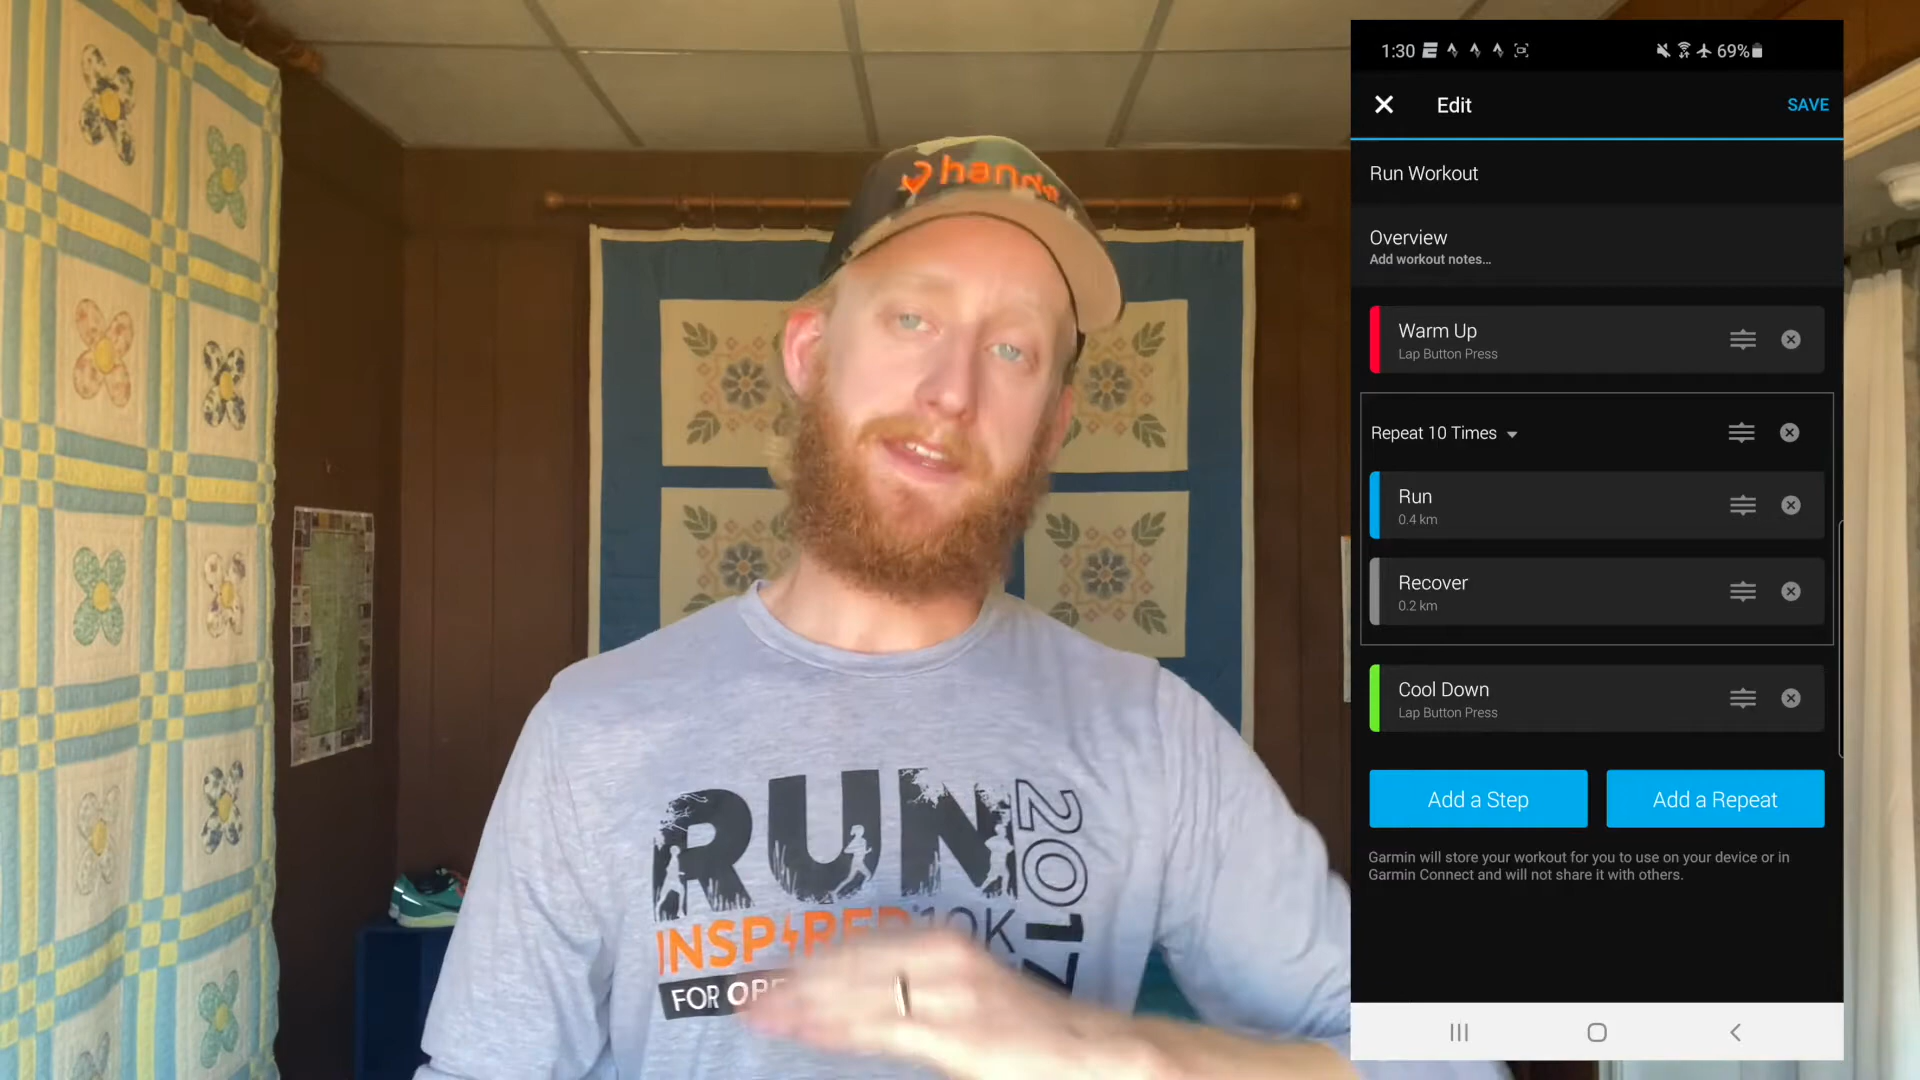 hand
RUN
2017
INSPIRED 10K
FOR
1:30
69%
Edit
SAVE
Run Workout
Overview
Add workout notes...
Warm Up
Lap Button Press
Repeat 10 Times
Run
0.4 km
Recover
0.2 km
Cool Down
Lap Button Press
Add a Step
Add a Repeat
Garmin will store your workout for you to use on your device or in
Garmin Connect and will not share it with others.